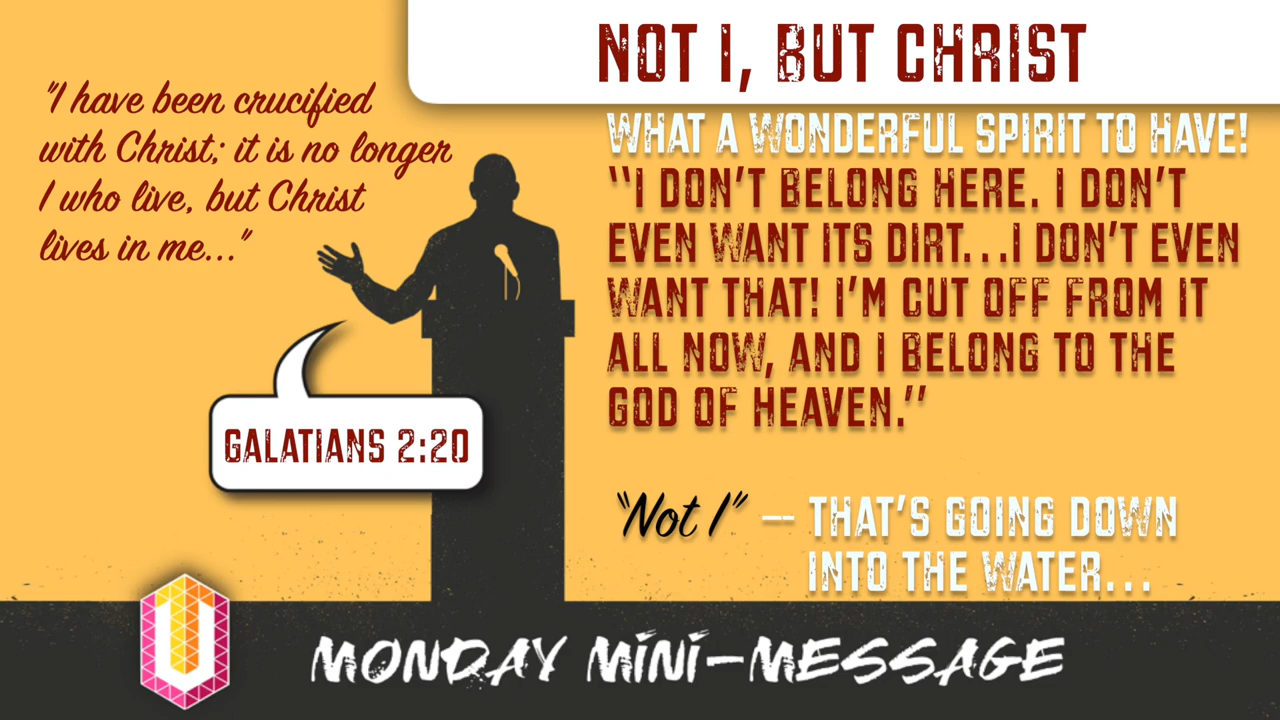 NOT I, BUT CHRIST
"I have been crucified
with Christ; it is no longer
I who live, but Christ
lives in me..."
GALATIANS 2:20
WHAT A WONDERFUL SPIRIT TO HAVE!
‘‘I DON’T BELONG HERE. I DON’T
EVEN WANT ITS DIRT...I DON’T EVEN
WANT THAT! I’M CUT OFF FROM IT
ALL NOW, AND I BELONG TO THE
GOD OF HEAVEN.’’
"Not I" -- THAT’S GOING DOWN
INTO THE WATER...
U
MONDAY MINI-MESSAGE